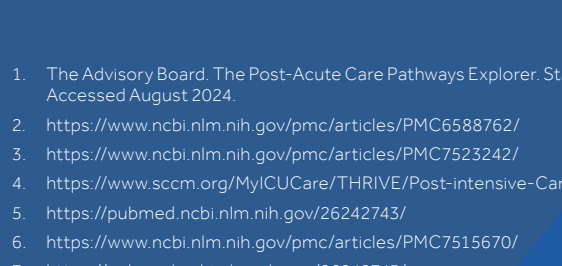 1. The Advisory Board. The Post-Acute Care Pathways Explorer.
Accessed August 2024.
2. https://www.ncbi.nlm.nih.gov/pmc/articles/PMC6588762/
3. https://www.ncbi.nlm.nih.gov/pmc/articles/PMC7523242/
4. https://www.sccm.org/MyICUCare/THRIVE/Post-intensive-Car
5. https://pubmed.ncbi.nlm.nih.gov/26242743/
6. https://www.ncbi.nlm.nih.gov/pmc/articles/PMC7515670/